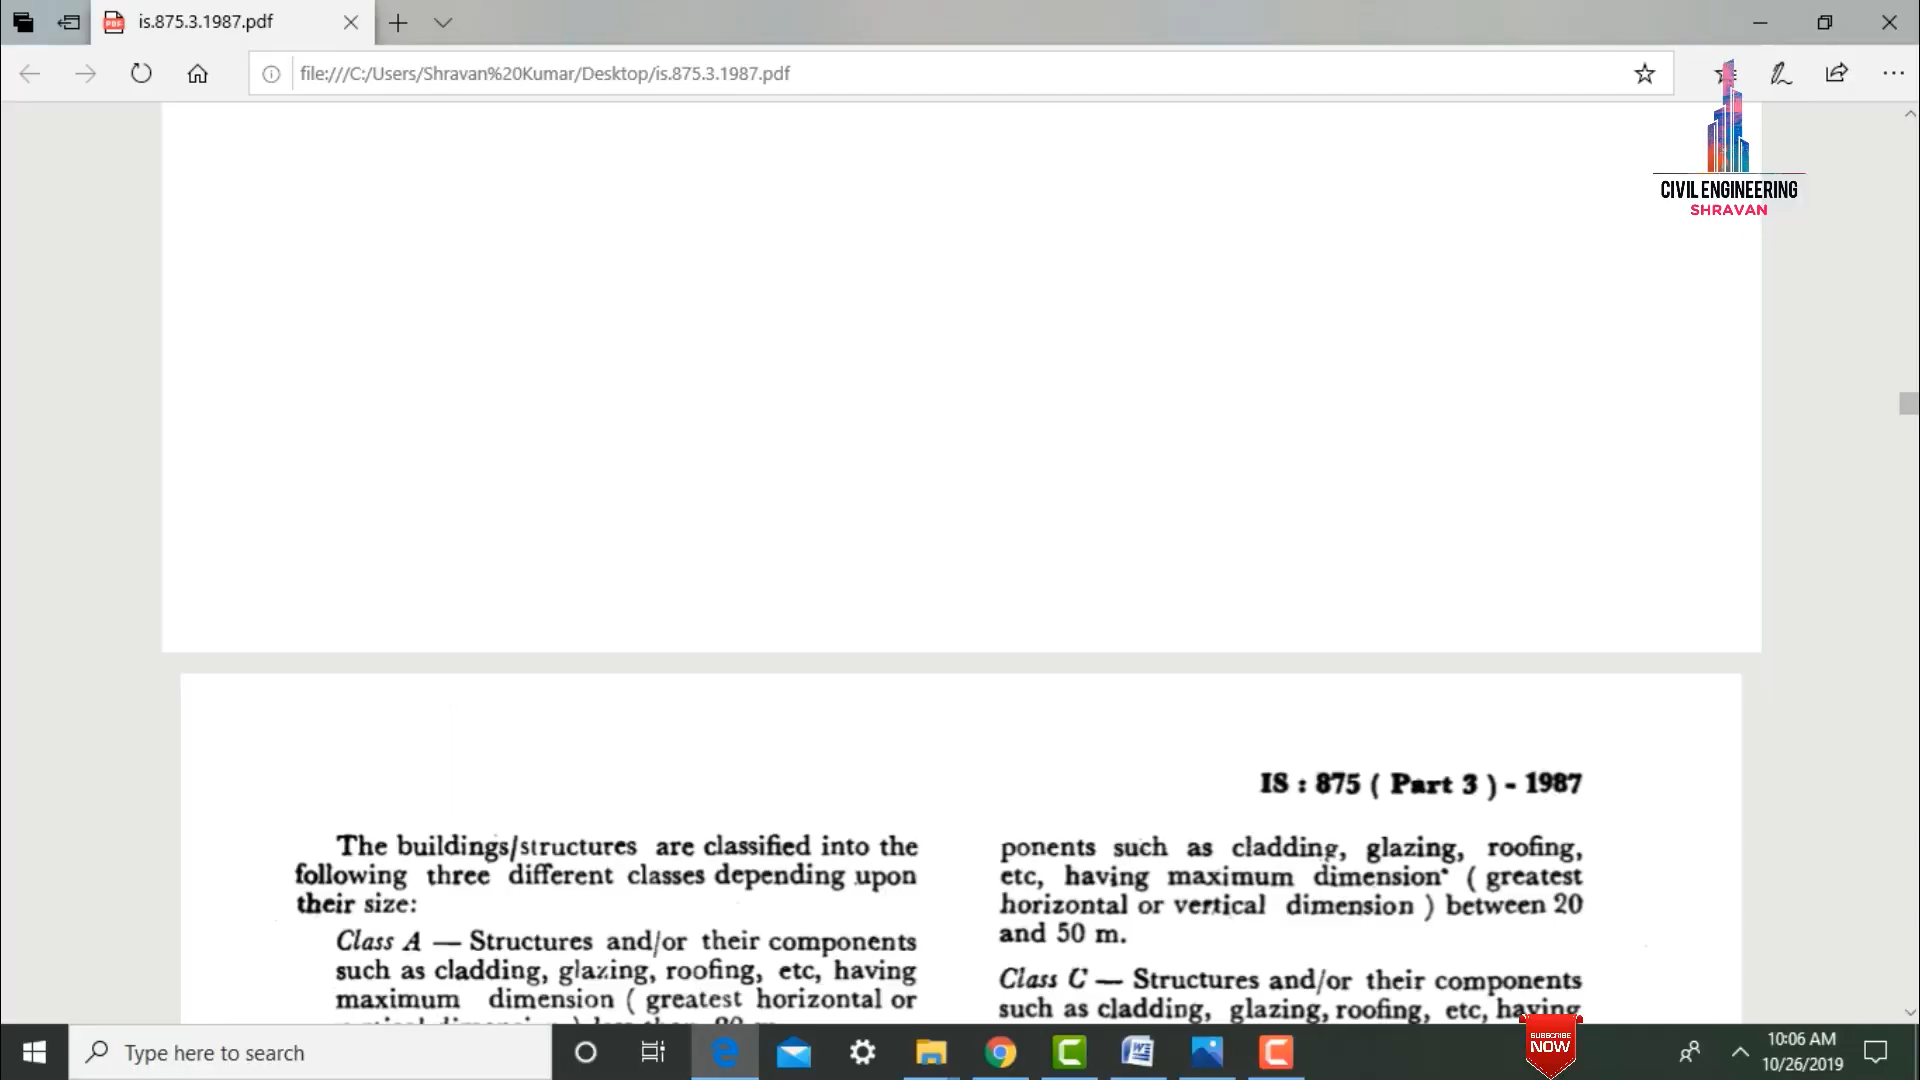 is.875.3.1987.pdf
file:///C:/Users/Shravan%20Kumar/Desktop/is.875.3.1987.pdf
CIVIL ENGINEERING
SHRAVAN
IS : 875 ( Part 3 ) - 1987
The buildings/structures are classified into the
following three different classes depending upon
their size:
Class A — Structures and/or their components
such as cladding, glazing, roofing, etc, having
maximum dimension ( greatest horizontal or
ponents such as cladding, glazing, roofing,
etc, having maximum dimension ( greatest
horizontal or vertical dimension ) between 20
and 50 m.
Class C — Structures and/or their components
such as cladding, glazing, roofing, etc, having
Type here to search
SUBSCRIBE
NOW
10:06 AM
10/26/2019